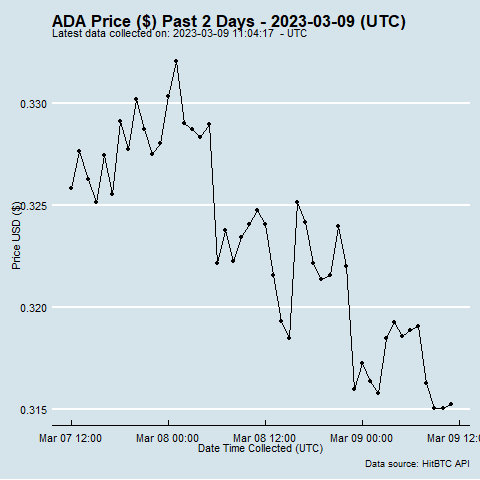 ADA Price ($) Past 2 Days - 2023-03-09 (UTC)
Latest data collected on: 2023-03-09 11:04:17 - UTC
0.330
0.325
0.320
0.315
Price USD ($)
Mar 07 12:00 Mar 08 00:00 Mar 08 12:00 Mar 09 00:00 Mar 09 12:
Date Time Collected (UTC)
Data source: HitBTC API